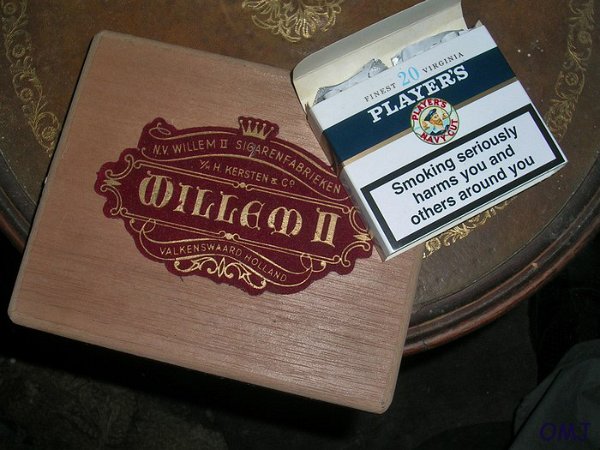 N.V. WILLEM II SIGARENFABRIEKEN
V/H H. KERSTEN & CO.
WILLEM II
VALKENSWAARD HOLLAND
FINEST 20 VIRGINIA
PLAYER'S
PLAYER'S
NAVY CUT
Smoking seriously
harms you and
others around you
OMJ